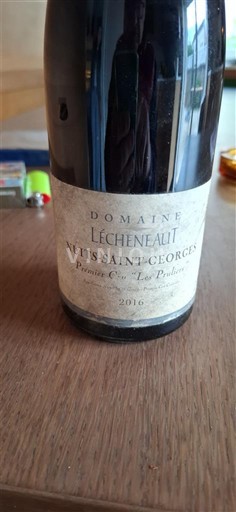 DOMAINE
LÉCHENEAUT
NUITS-SAINT-GEORGES
Premier Cru "Les Pruliers"
2016